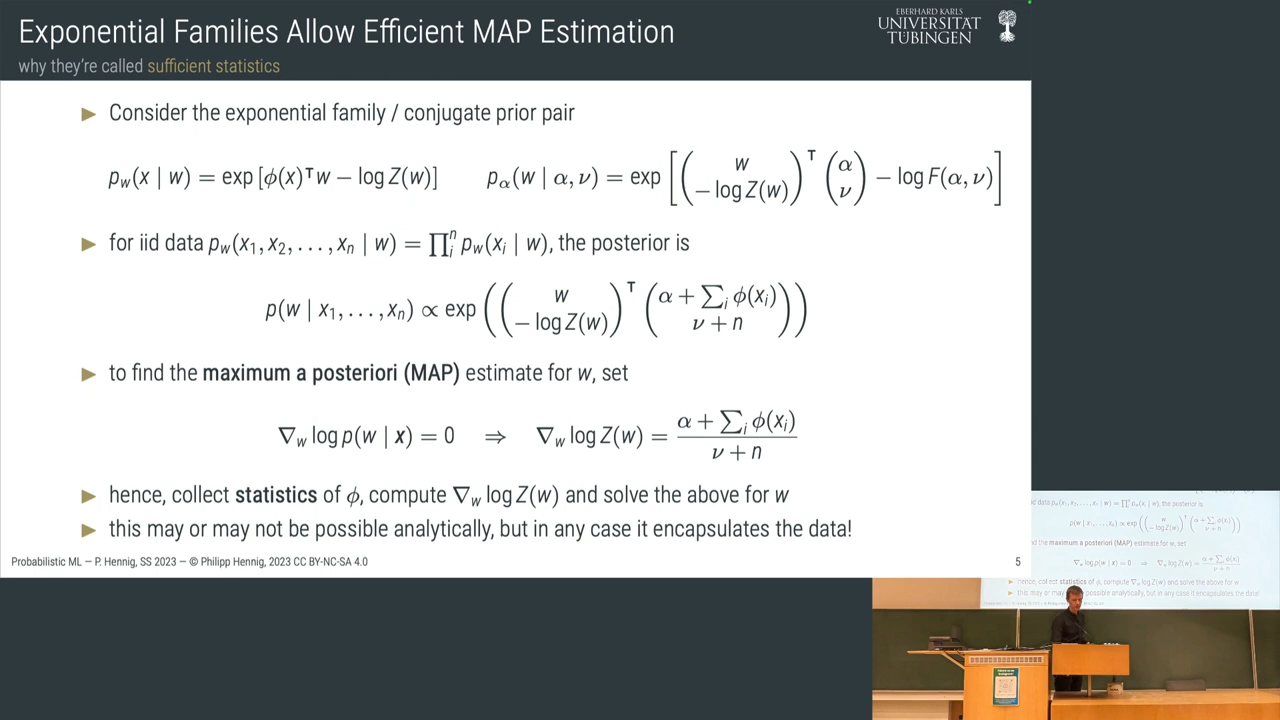 Exponential Families Allow Efficient MAP Estimation
why they're called sufficient statistics
EBERHARD KARLS
UNIVERSITÄT
TÜBINGEN
▶ Consider the exponential family / conjugate prior pair
p_w(x | w) = exp [ϕ(x)ᵀw − log Z(w)]    p_α(w | α, ν) = exp [ ( w ; − log Z(w) )ᵀ ( α ; ν ) − log F(α, ν) ]
▶ for iid data p_w(x₁, x₂, . . . , xₙ | w) = ∏ᵢⁿ p_w(xᵢ | w), the posterior is
p(w | x₁, . . . , xₙ) ∝ exp ( ( w ; − log Z(w) )ᵀ ( α + ∑ᵢ ϕ(xᵢ) ; ν + n ) )
▶ to find the maximum a posteriori (MAP) estimate for w, set
∇_w log p(w | x) = 0  ⇒  ∇_w log Z(w) = (α + ∑ᵢ ϕ(xᵢ)) / (ν + n)
▶ hence, collect statistics of ϕ, compute ∇_w log Z(w) and solve the above for w
▶ this may or may not be possible analytically, but in any case it encapsulates the data!
Probabilistic ML — P. Hennig, SS 2023 — © Philipp Hennig, 2023 CC BY-NC-SA 4.0
5